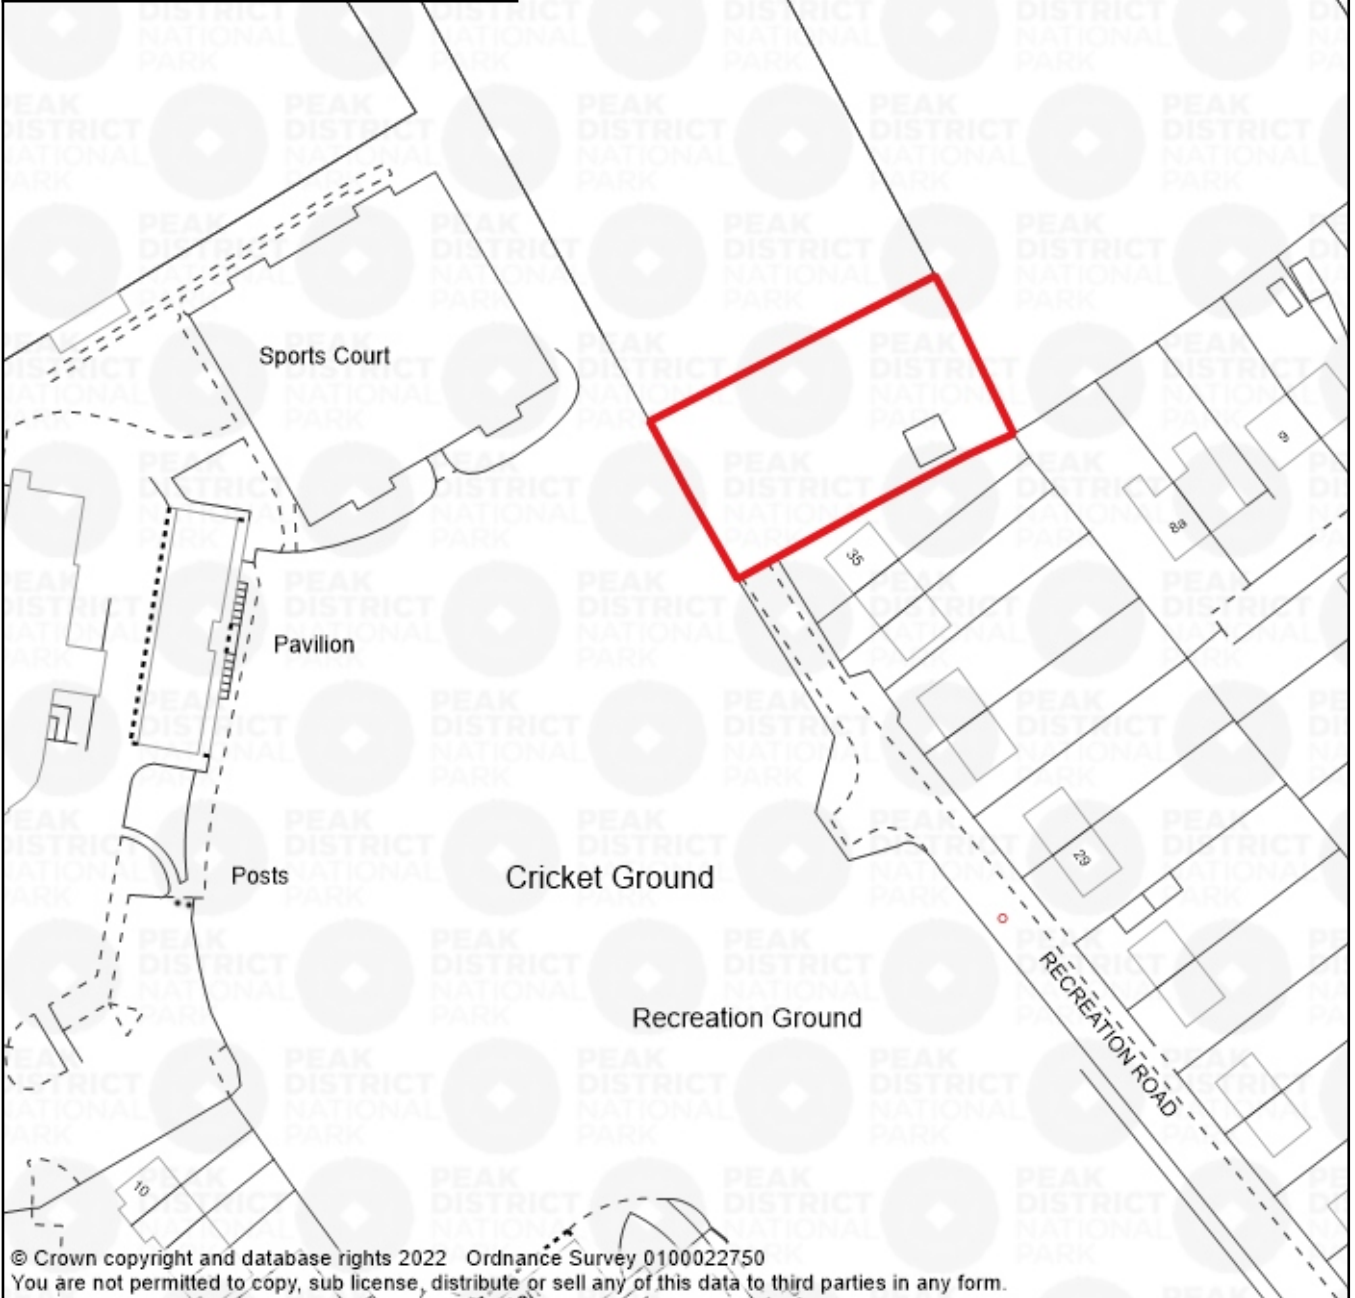 Sports Court
9
8a
35
Pavilion
29
Posts
Cricket Ground
Recreation Ground
RECREATION ROAD
10
© Crown copyright and database rights 2022 Ordnance Survey 0100022750
You are not permitted to copy, sub license, distribute or sell any of this data to third parties in any form.
PEAK
DISTRICT
NATIONAL
PARK